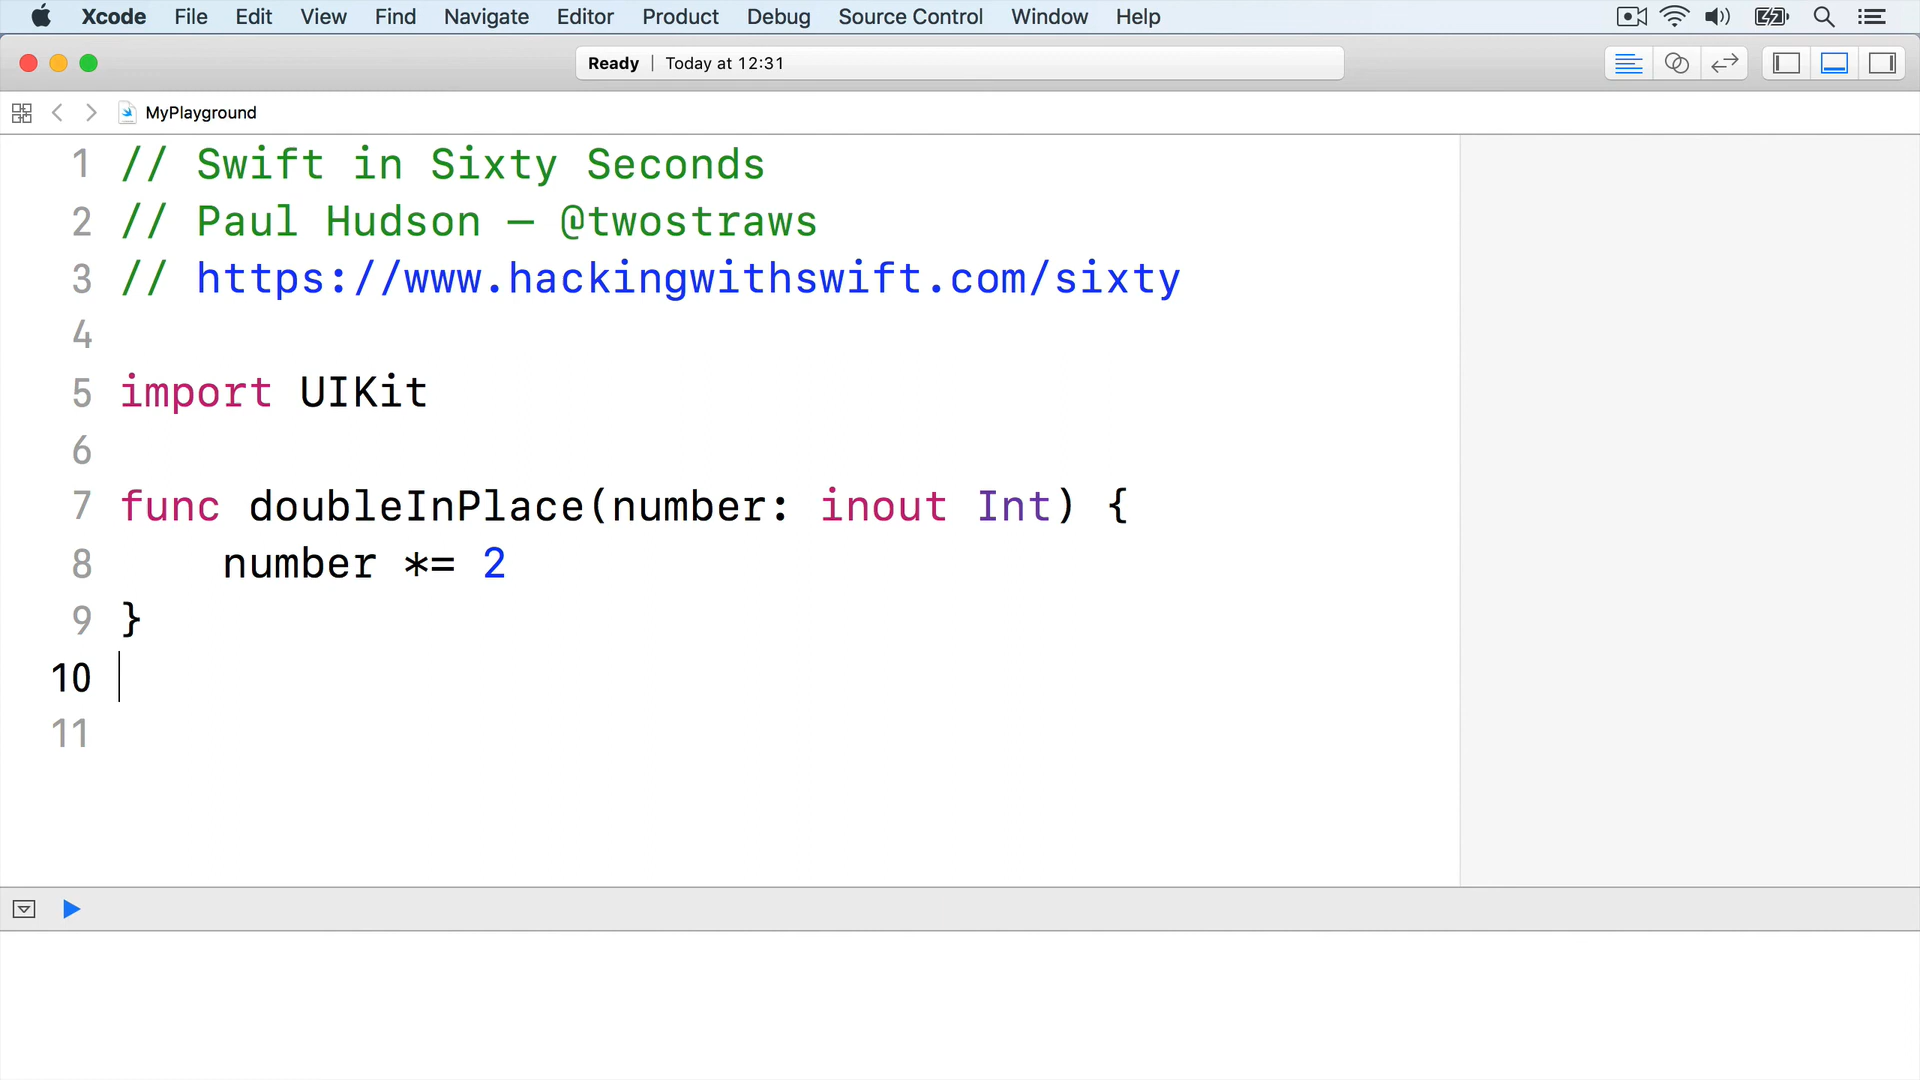 Xcode File Edit View Find Navigate Editor Product Debug Source Control Window Help
Ready | Today at 12:31
MyPlayground
1 // Swift in Sixty Seconds
2 // Paul Hudson – @twostraws
3 // https://www.hackingwithswift.com/sixty
4
5 import UIKit
6
7 func doubleInPlace(number: inout Int) {
8     number *= 2
9 }
10
11